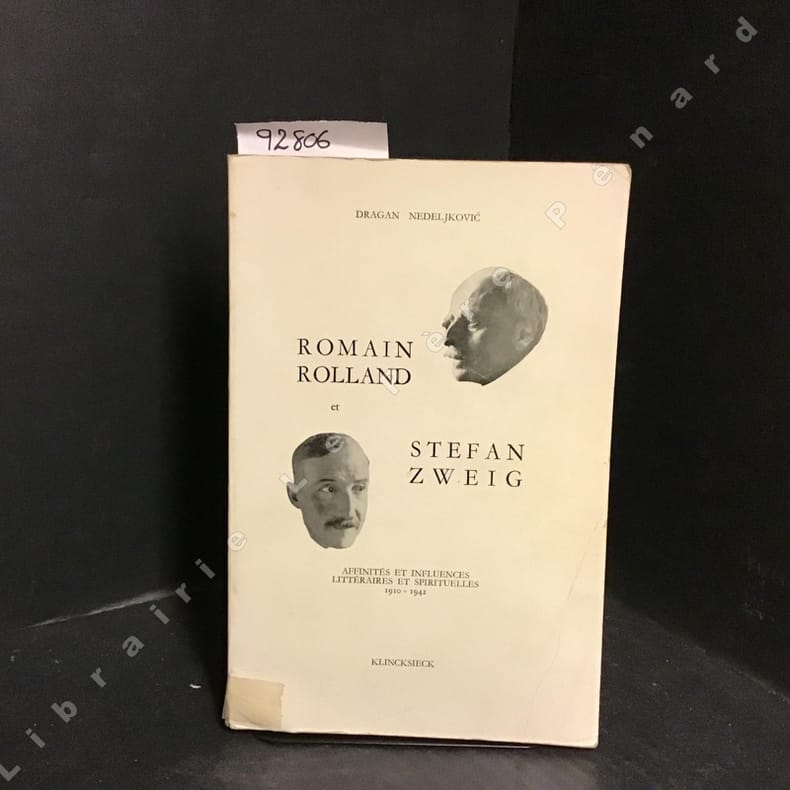 92806
DRAGAN NEDELJKOVIĆ
ROMAIN
ROLLAND
et
STEFAN
ZWEIG
AFFINITÉS ET INFLUENCES
LITTÉRAIRES ET SPIRITUELLES
1910 - 1942
KLINCKSIECK
Librairie Le Père Pénard